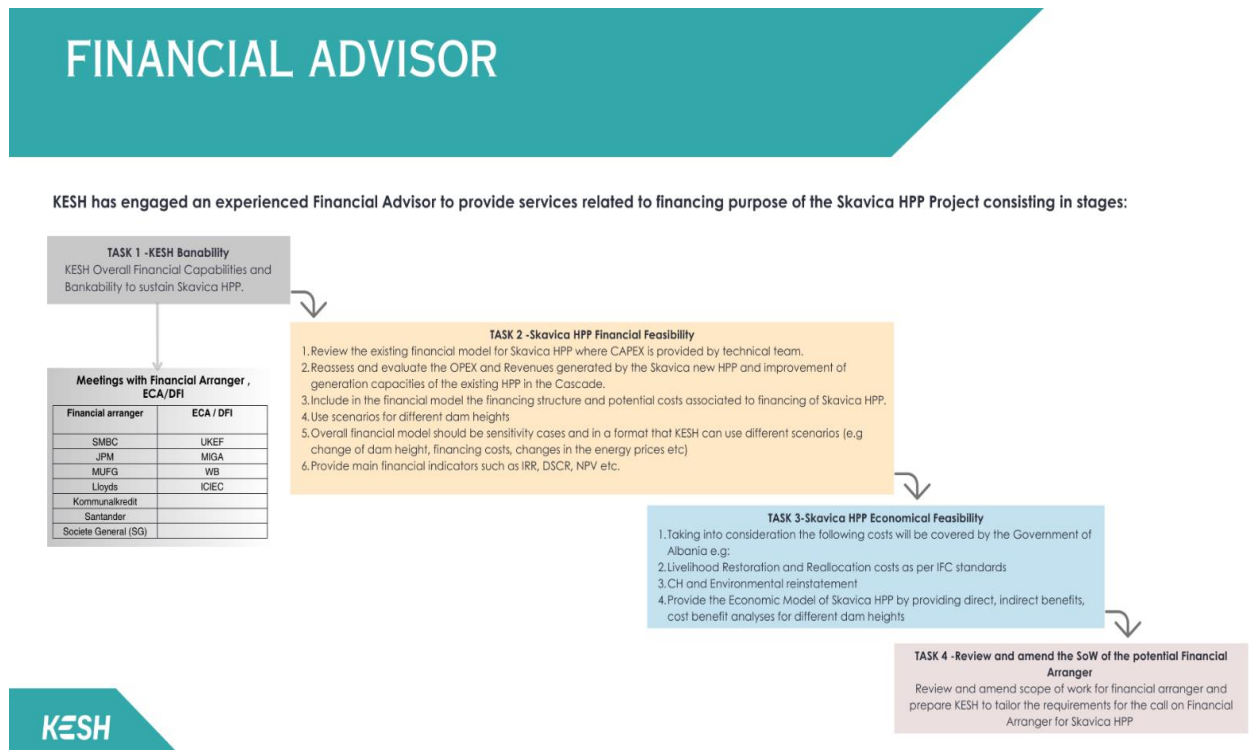 FINANCIAL ADVISOR
KESH has engaged an experienced Financial Advisor to provide services related to financing purpose of the Skavica HPP Project consisting in stages:
TASK 1 -KESH Banability
KESH Overall Financial Capabilities and
Bankability to sustain Skavica HPP.
Meetings with Financial Arranger ,
ECA/DFI
Financial arranger ECA / DFI
SMBC UKEF
JPM MIGA
MUFG WB
Lloyds ICIEC
Kommunalkredit
Santander
Societe General (SG)
TASK 2 -Skavica HPP Financial Feasibility
1.Review the existing financial model for Skavica HPP where CAPEX is provided by technical team.
2.Reassess and evaluate the OPEX and Revenues generated by the Skavica new HPP and improvement of
generation capacities of the existing HPP in the Cascade.
3.Include in the financial model the financing structure and potential costs associated to financing of Skavica HPP.
4.Use scenarios for different dam heights
5.Overall financial model should be sensitivity cases and in a format that KESH can use different scenarios (e.g
change of dam height, financing costs, changes in the energy prices etc)
6.Provide main financial indicators such as IRR, DSCR, NPV etc.
TASK 3-Skavica HPP Economical Feasibility
1.Taking into consideration the following costs will be covered by the Government of
Albania e.g:
2.Livelihood Restoration and Reallocation costs as per IFC standards
3.CH and Environmental reinstatement
4.Provide the Economic Model of Skavica HPP by providing direct, indirect benefits,
cost benefit analyses for different dam heights
TASK 4 -Review and amend the SoW of the potential Financial
Arranger
Review and amend scope of work for financial arranger and
prepare KESH to tailor the requirements for the call on Financial
Arranger for Skavica HPP
KESH